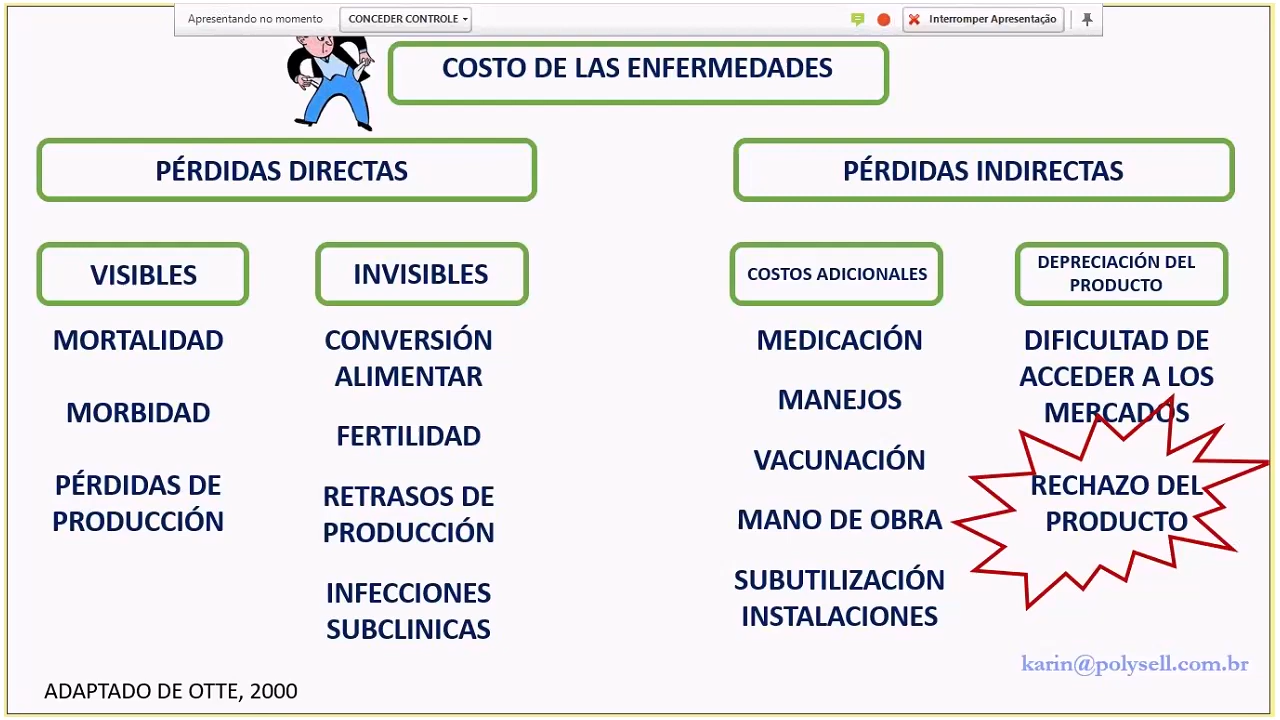 Apresentando no momento
CONCEDER CONTROLE
Interromper Apresentação
COSTO DE LAS ENFERMEDADES
PÉRDIDAS DIRECTAS
PÉRDIDAS INDIRECTAS
VISIBLES
MORTALIDAD
MORBIDAD
PÉRDIDAS DE
PRODUCCIÓN
INVISIBLES
CONVERSIÓN
ALIMENTAR
FERTILIDAD
RETRASOS DE
PRODUCCIÓN
INFECCIONES
SUBCLINICAS
COSTOS ADICIONALES
MEDICACIÓN
MANEJOS
VACUNACIÓN
MANO DE OBRA
SUBUTILIZACIÓN
INSTALACIONES
DEPRECIACIÓN DEL
PRODUCTO
DIFICULTAD DE
ACCEDER A LOS
MERCADOS
RECHAZO DEL
PRODUCTO
karin@polysell.com.br
ADAPTADO DE OTTE, 2000